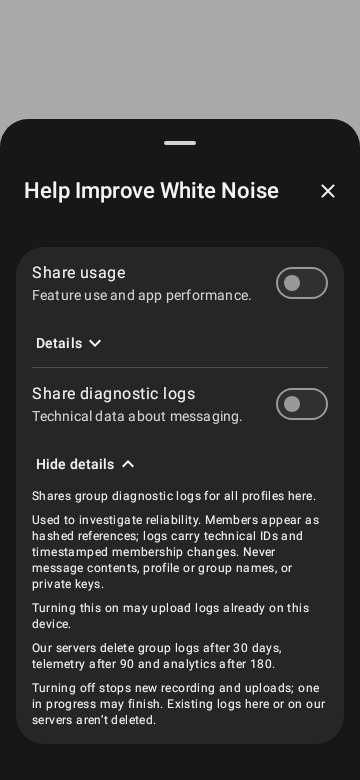 Help Improve White Noise
Share usage
Feature use and app performance.
Details
Share diagnostic logs
Technical data about messaging.
Hide details
Shares group diagnostic logs for all profiles here.
Used to investigate reliability. Members appear as
hashed references; logs carry technical IDs and
timestamped membership changes. Never
message contents, profile or group names, or
private keys.
Turning this on may upload logs already on this
device.
Our servers delete group logs after 30 days,
telemetry after 90 and analytics after 180.
Turning off stops new recording and uploads; one
in progress may finish. Existing logs here or on our
servers aren’t deleted.